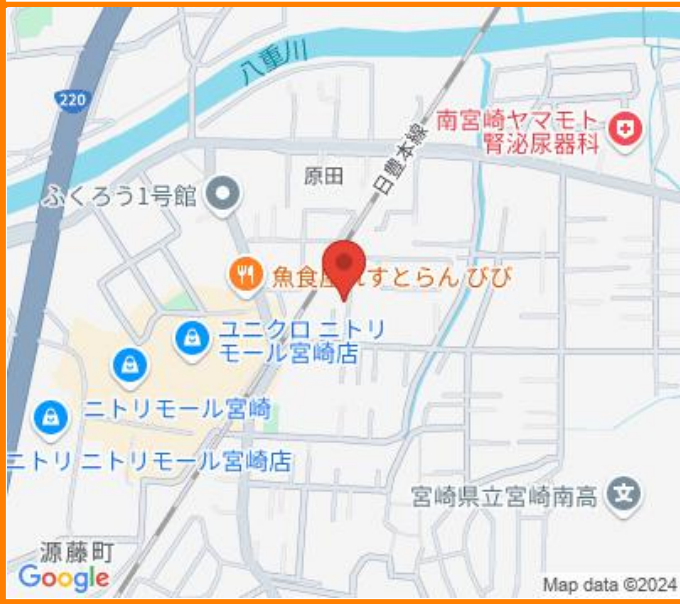 220
八重川
南宮崎ヤマモト
腎泌尿器科
日豊本線
原田
ふくろう1号館
魚食屋れすとらん びび
ユニクロ ニトリ
モール宮崎店
ニトリモール宮崎
ニトリ ニトリモール宮崎店
宮崎県立宮崎南高
源藤町
Google
Map data ©2024